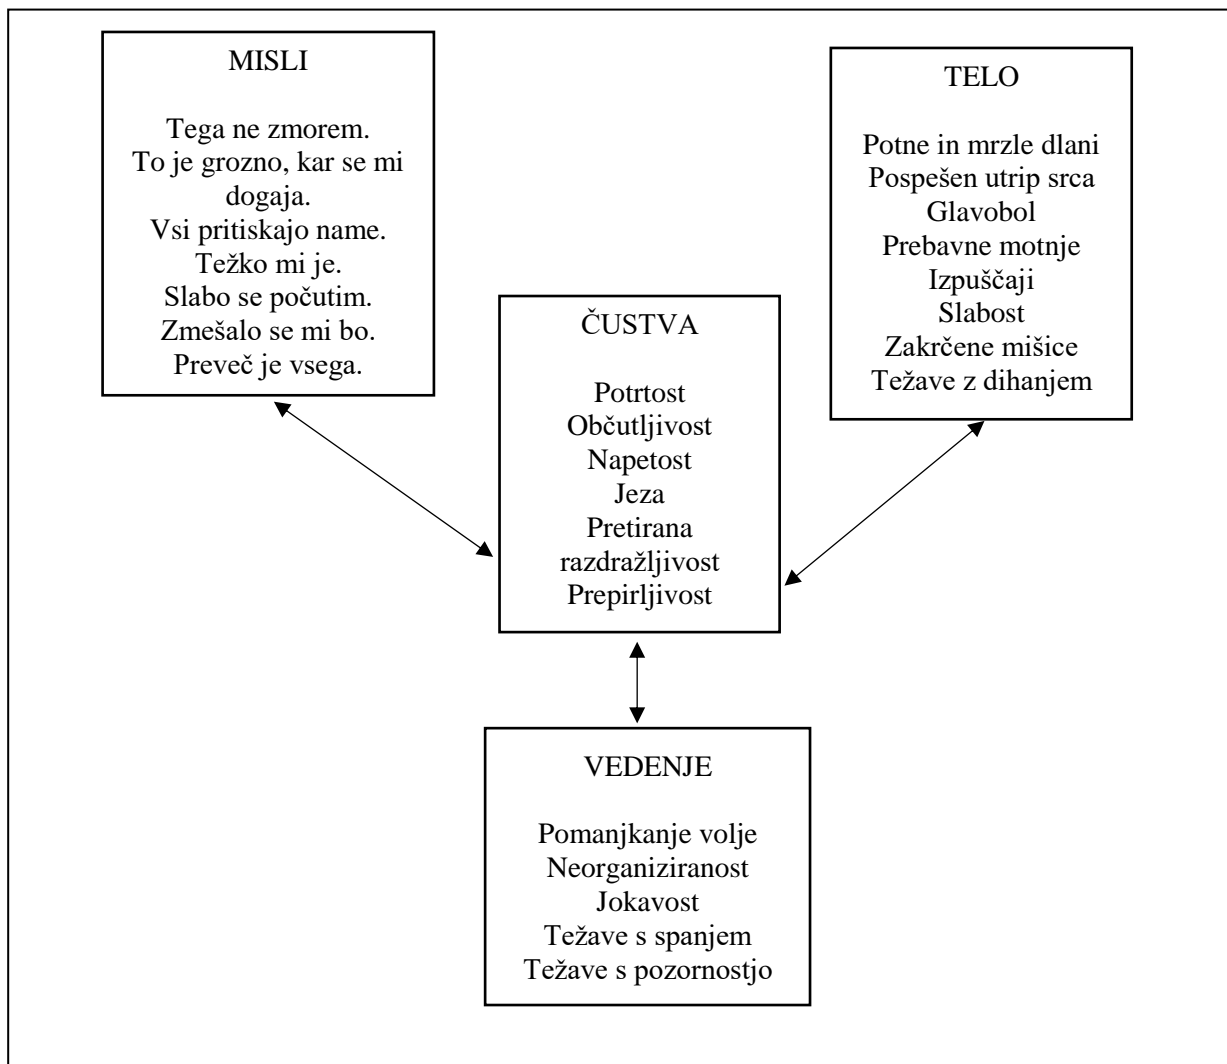 MISLI
Tega ne zmorem.
To je grozno, kar se mi
dogaja.
Vsi pritiskajo name.
Težko mi je.
Slabo se počutim.
Zmešalo se mi bo.
Preveč je vsega.
TELO
Potne in mrzle dlani
Pospešen utrip srca
Glavobol
Prebavne motnje
Izpuščaji
Slabost
Zakrčene mišice
Težave z dihanjem
ČUSTVA
Potrtost
Občutljivost
Napetost
Jeza
Pretirana
razdražljivost
Prepirljivost
VEDENJE
Pomanjkanje volje
Neorganiziranost
Jokavost
Težave s spanjem
Težave s pozornostjo